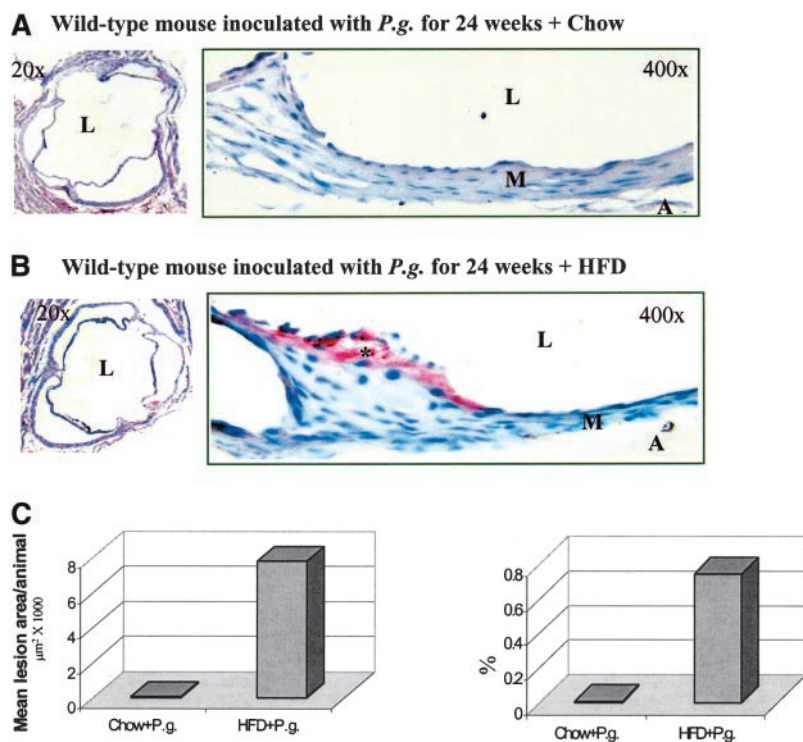 A Wild-type mouse inoculated with P.g. for 24 weeks + Chow
20x
L
400x
L
M
A
B Wild-type mouse inoculated with P.g. for 24 weeks + HFD
20x
L
400x
L
*
M
A
C
Mean lesion area/animal
µm² X 1000
8
6
4
2
0
Chow+P.g. HFD+P.g.
%
0.8
0.6
0.4
0.2
0
Chow+P.g. HFD+P.g.